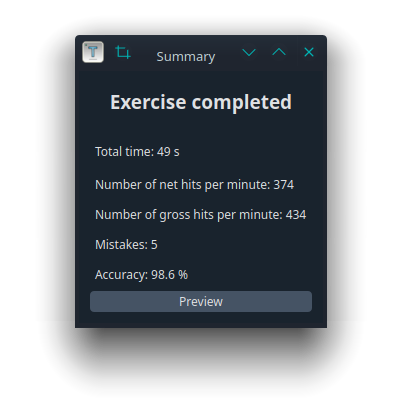 Summary
Exercise completed
Total time: 49 s
Number of net hits per minute: 374
Number of gross hits per minute: 434
Mistakes: 5
Accuracy: 98.6 %
Preview